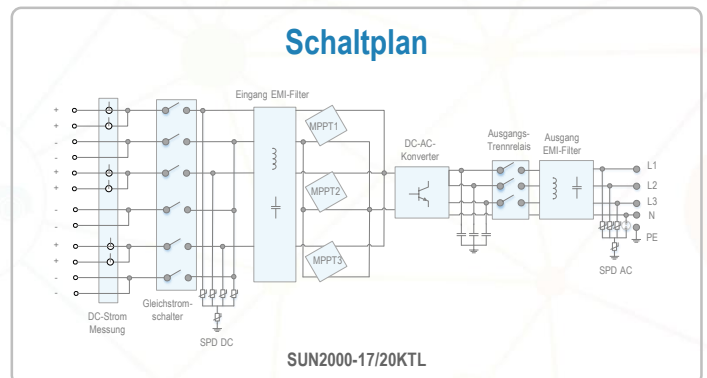 Schaltplan
Eingang EMI-Filter
+
+
-
-
+
+
-
-
+
+
-
-
MPPT1
MPPT2
MPPT3
DC-AC-
Konverter
Ausgangs-
Trennrelais
Ausgang
EMI-Filter
L1
L2
L3
N
PE
SPD AC
DC-Strom
Messung
Gleichstrom-
schalter
SPD DC
SUN2000-17/20KTL